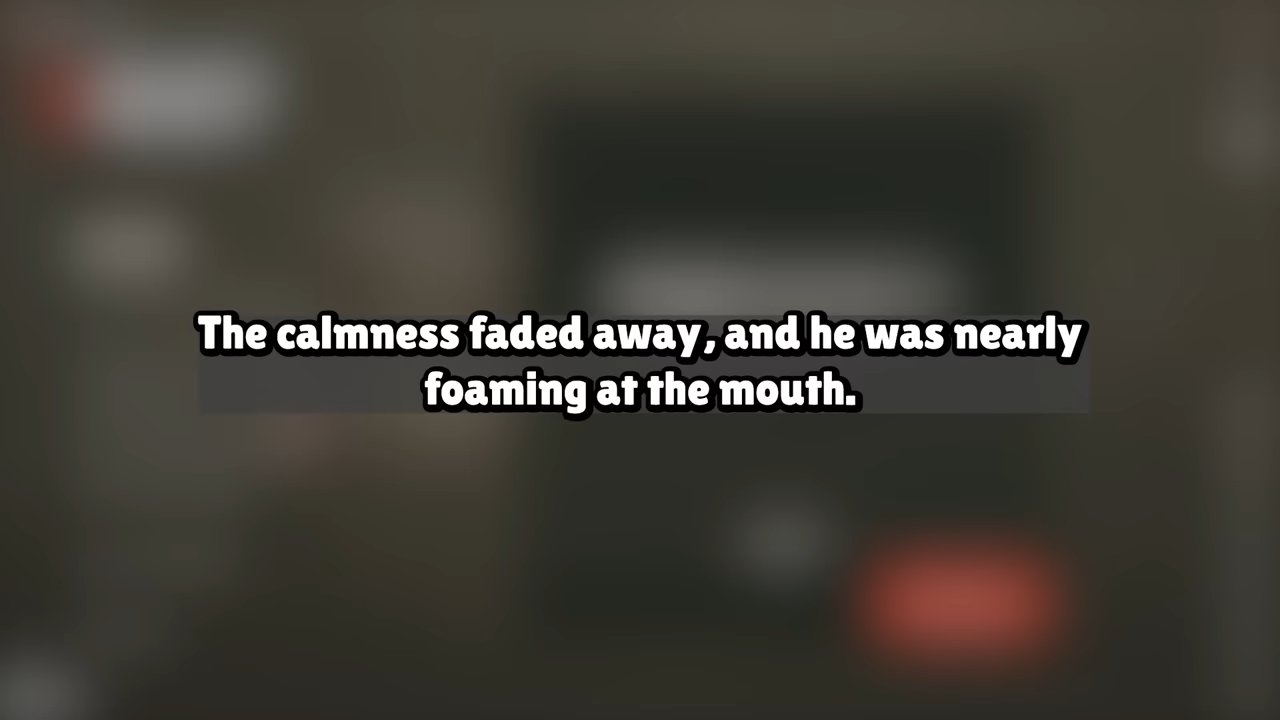 The calmness faded away, and he was nearly
foaming at the mouth.